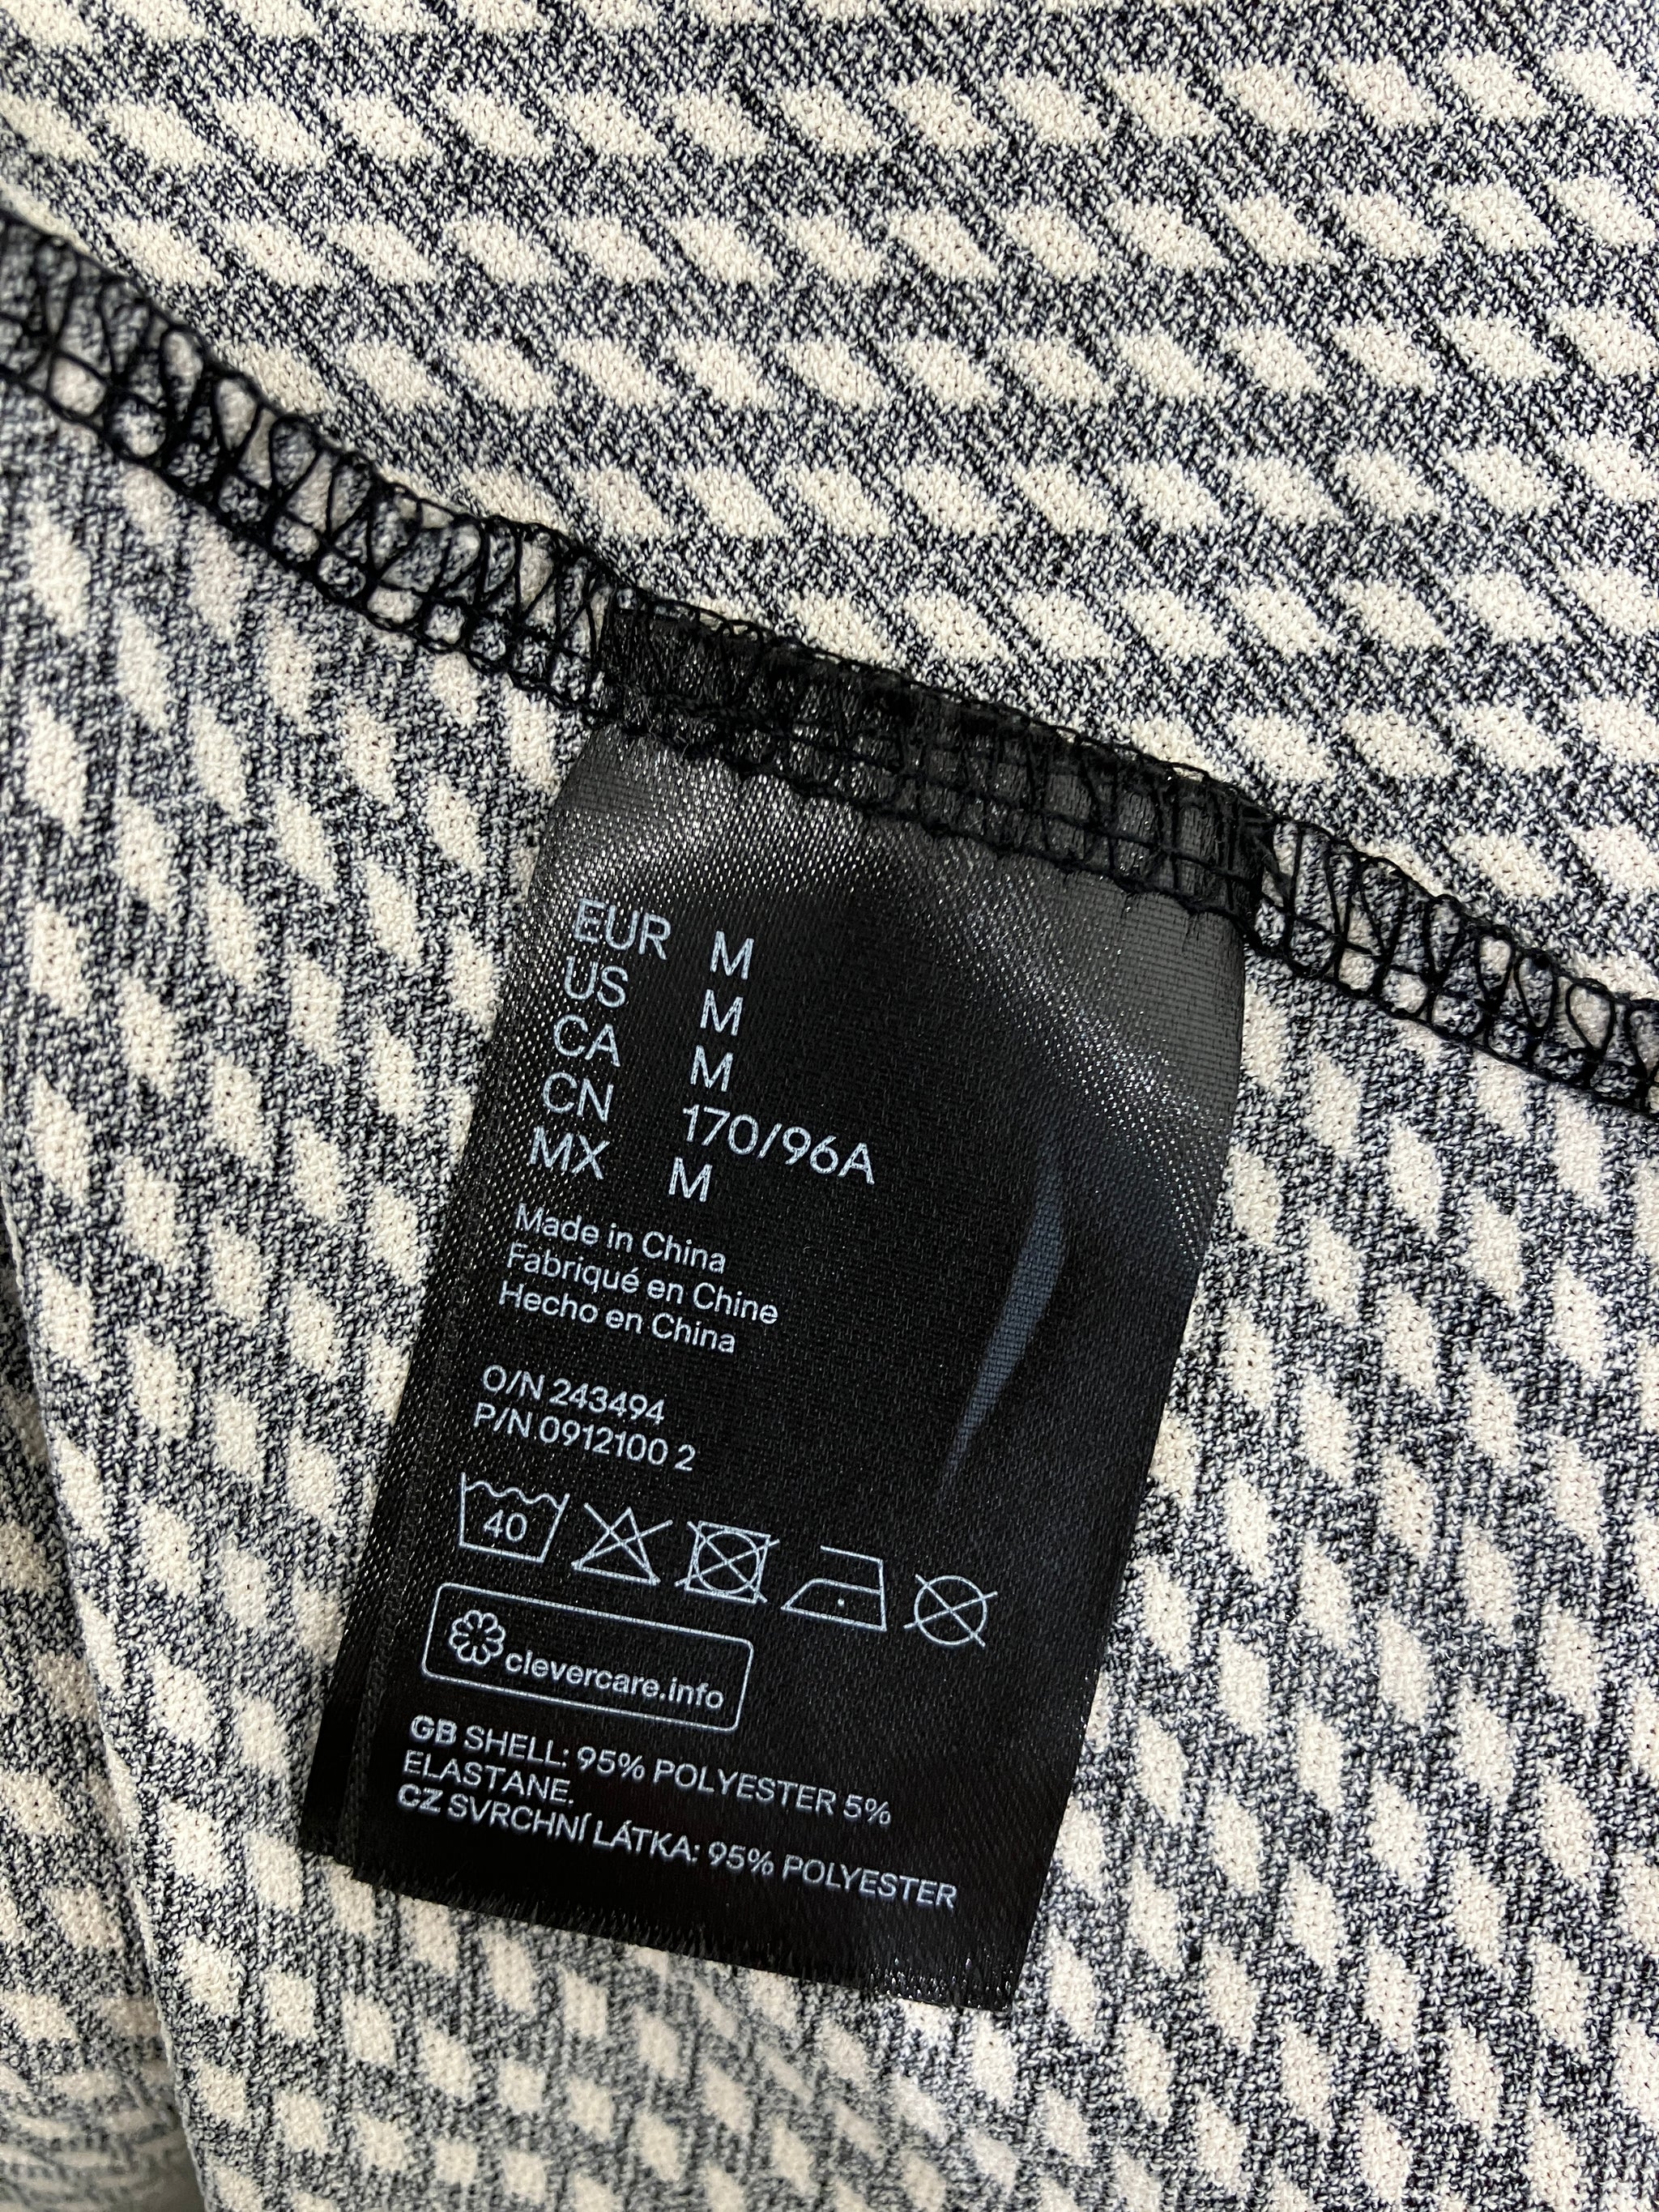 EUR M
US M
CA M
CN 170/96A
MX M
Made in China
Fabriqué en Chine
Hecho en China
O/N 243494
P/N 0912100 2
40
clevercare.info
GB SHELL: 95% POLYESTER 5%
ELASTANE.
CZ SVRCHNÍ LÁTKA: 95% POLYESTER